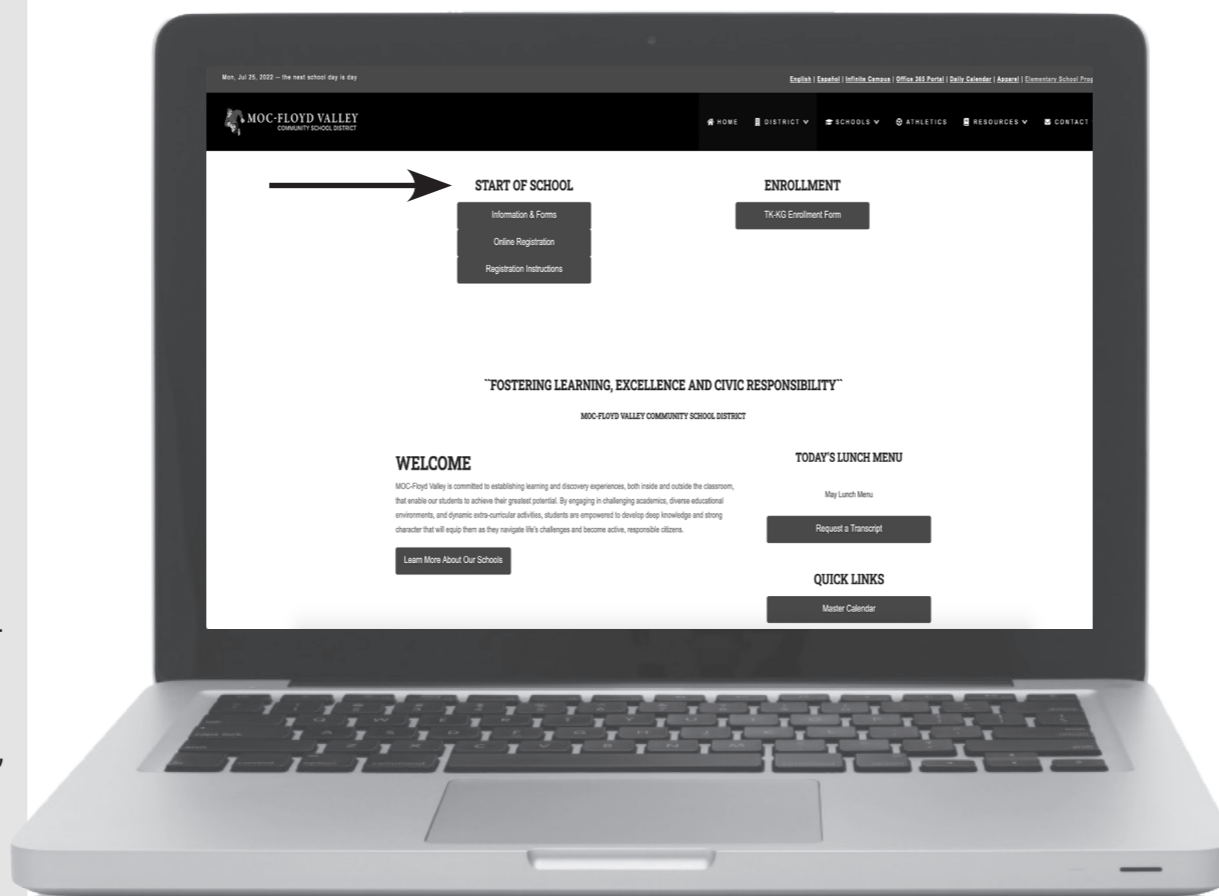 Mon, Jul 25, 2022 — the next school day is day
English | Español | Infinite Campus | Office 365 Portal | Daily Calendar | Apparel | Elementary School Prog
MOC-FLOYD VALLEY
COMMUNITY SCHOOL DISTRICT
HOME DISTRICT SCHOOLS ATHLETICS RESOURCES CONTACT
START OF SCHOOL
Information & Forms
Online Registration
Registration Instructions
ENROLLMENT
TK-KG Enrollment Form
``FOSTERING LEARNING, EXCELLENCE AND CIVIC RESPONSIBILITY``
MOC-FLOYD VALLEY COMMUNITY SCHOOL DISTRICT
WELCOME
MOC-Floyd Valley is committed to establishing learning and discovery experiences, both inside and outside the classroom,
that enable our students to achieve their greatest potential. By engaging in challenging academics, diverse educational
environments, and dynamic extra-curricular activities, students are empowered to develop deep knowledge and strong
character that will equip them as they navigate life's challenges and become active, responsible citizens.
Learn More About Our Schools
TODAY'S LUNCH MENU
May Lunch Menu
Request a Transcript
QUICK LINKS
Master Calendar